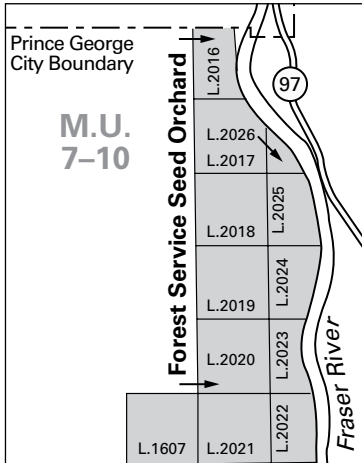 Prince George
City Boundary
M.U.
7–10
Forest Service Seed Orchard
L.2016
97
L.2026
L.2017
L.2025
L.2018
L.2024
L.2019
L.2023
L.2020
L.2022
L.1607
L.2021
Fraser River